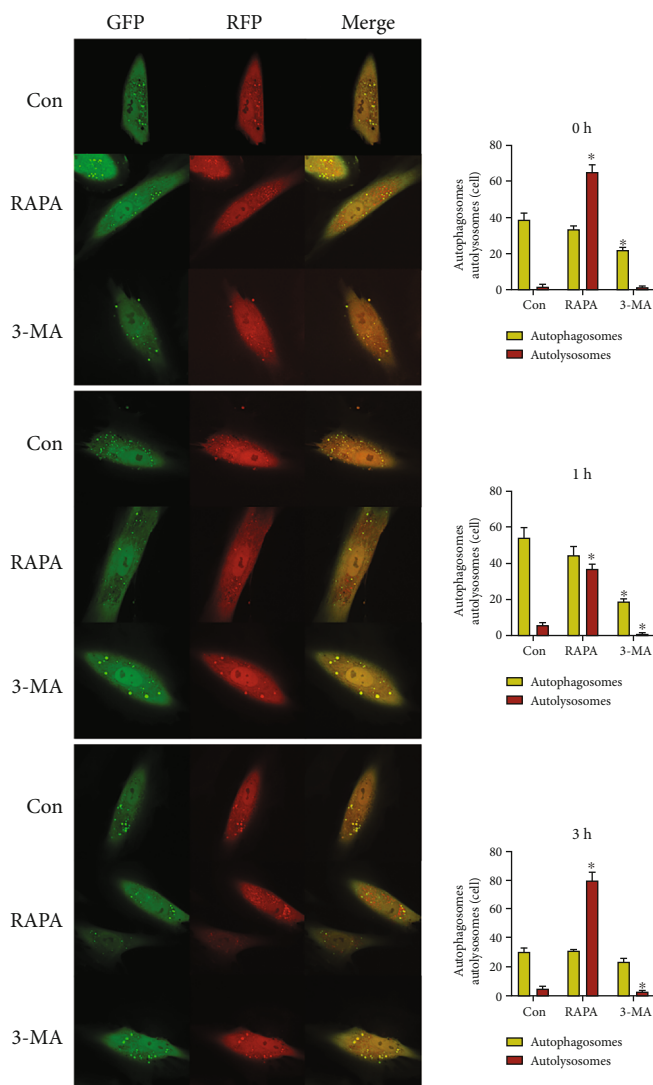 GFP RFP Merge
Con
RAPA
3-MA
Con
RAPA
3-MA
Con
RAPA
3-MA
0 h
Autophagosomes
autolysosomes (cell)
80
60
40
20
0
*
*
Con RAPA 3-MA
Autophagosomes
Autolysosomes
1 h
Autophagosomes
autolysosomes (cell)
80
60
40
20
0
*
*
*
Con RAPA 3-MA
Autophagosomes
Autolysosomes
3 h
Autophagosomes
autolysosomes (cell)
80
80
60
40
20
0
*
*
Con RAPA 3-MA
Autophagosomes
Autolysosomes